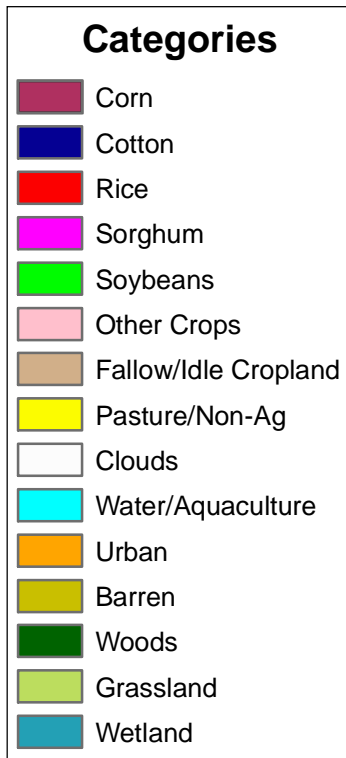 Categories
Corn
Cotton
Rice
Sorghum
Soybeans
Other Crops
Fallow/Idle Cropland
Pasture/Non-Ag
Clouds
Water/Aquaculture
Urban
Barren
Woods
Grassland
Wetland